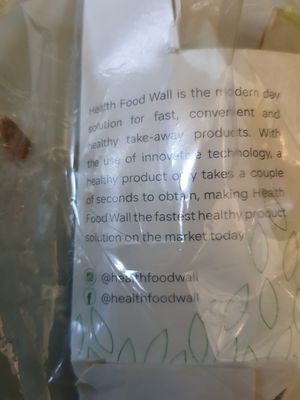 Health Food Wall is the modern day
solution for fast, convenient and
healthy take-away products. With
the use of innovative technology, a
healthy product only takes a couple
of seconds to obtain, making Health
Food Wall the fastest healthy product
solution on the market today
@healthfoodwall
@healthfoodwall